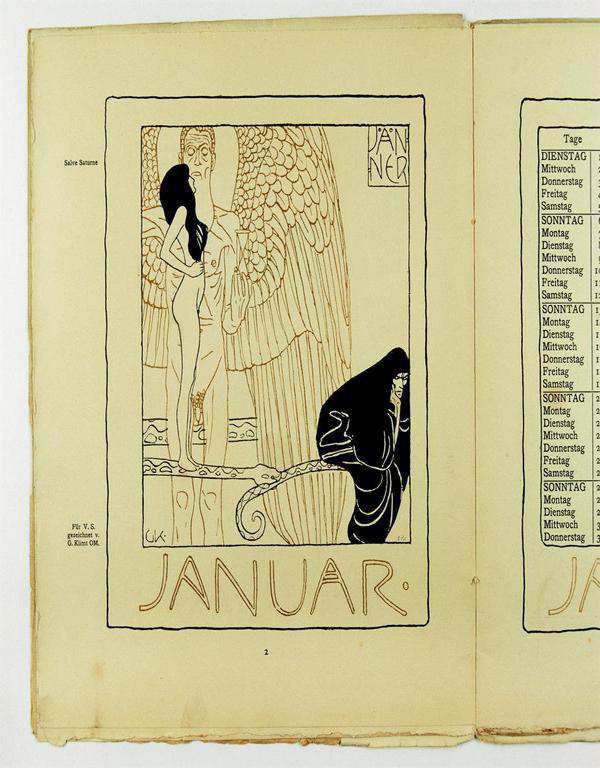 Salve Saturne
JÄN
NER
Für V. S.
gezeichnet v.
G. Klimt OM.
GK·
JANUAR·
2
Tage
DIENSTAG
Mittwoch
Donnerstag
Freitag
Samstag
SONNTAG
Montag
Dienstag
Mittwoch
Donnerstag
Freitag
Samstag
SONNTAG
Montag
Dienstag
Mittwoch
Donnerstag
Freitag
Samstag
SONNTAG
Montag
Dienstag
Mittwoch
Donnerstag
Freitag
Samstag
SONNTAG
Montag
Dienstag
Mittwoch
Donnerstag
JA